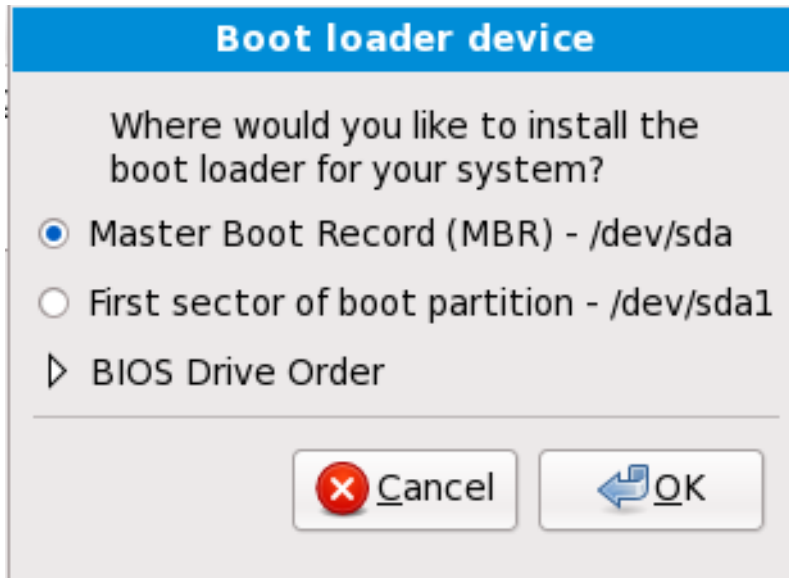 Boot loader device
Where would you like to install the
boot loader for your system?
Master Boot Record (MBR) - /dev/sda
First sector of boot partition - /dev/sda1
BIOS Drive Order
Cancel
OK